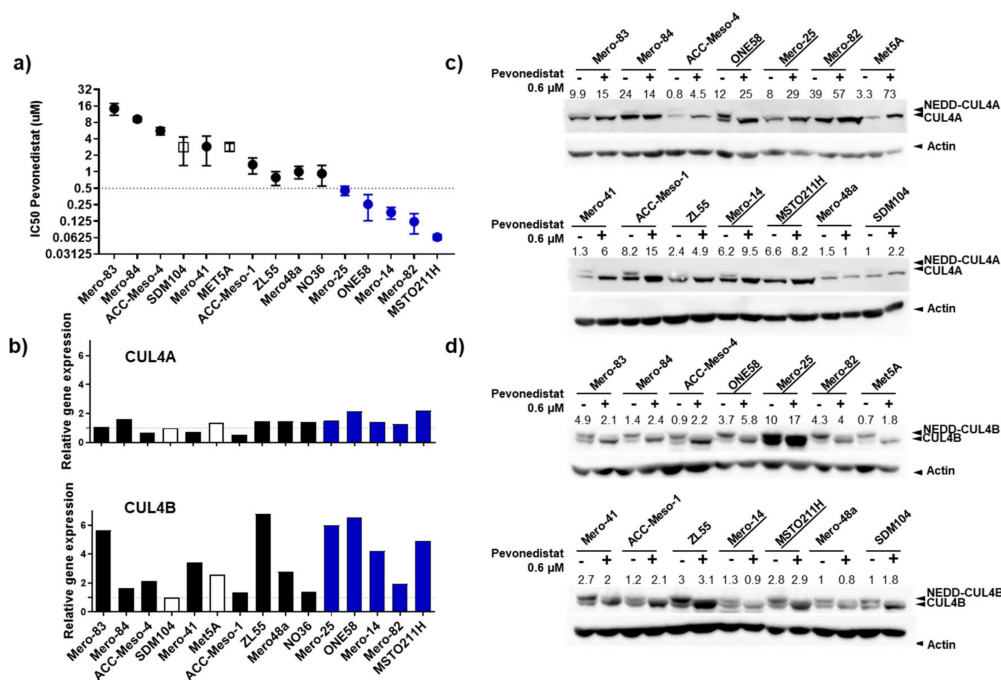 a)
IC50 Pevonedistat (uM)
32
16
8
4
2
1
0.5
0.25
0.125
0.0625
0.03125
Mero-83
Mero-84
ACC-Meso-4
SDM104
Mero-41
MET5A
ACC-Meso-1
ZL55
Mero48a
NO36
Mero-25
ONE58
Mero-14
Mero-82
MSTO211H
b)
CUL4A
Relative gene expression
6
4
2
CUL4B
Relative gene expression
6
4
2
Mero-83
Mero-84
ACC-Meso-4
SDM104
Mero-41
Met5A
ACC-Meso-1
ZL55
Mero48a
NO36
Mero-25
ONE58
Mero-14
Mero-82
MSTO211H
c)
Mero-83 Mero-84 ACC-Meso-4 ONE58 Mero-25 Mero-82 Met5A
Pevonedistat - + - + - + - + - + - + - +
0.6 µM
9.9 15 24 14 0.8 4.5 12 25 8 29 39 57 3.3 73
NEDD-CUL4A
CUL4A
Actin
Mero-41 ACC-Meso-1 ZL55 Mero-14 MSTO211H Mero-48a SDM104
Pevonedistat - + - + - + - + - + - + - +
0.6 µM
1.3 6 8.2 15 2.4 4.9 6.2 9.5 6.6 8.2 1.5 1 1 2.2
NEDD-CUL4A
CUL4A
Actin
d)
Mero-83 Mero-84 ACC-Meso-4 ONE58 Mero-25 Mero-82 Met5A
Pevonedistat - + - + - + - + - + - + - +
0.6 µM
4.9 2.1 1.4 2.4 0.9 2.2 3.7 5.8 10 17 4.3 4 0.7 1.8
NEDD-CUL4B
CUL4B
Actin
Mero-41 ACC-Meso-1 ZL55 Mero-14 MSTO211H Mero-48a SDM104
Pevonedistat - + - + - + - + - + - + - +
0.6 µM
2.7 2 1.2 2.1 3 3.1 1.3 0.9 2.8 2.9 1 0.8 1 1.8
NEDD-CUL4B
CUL4B
Actin